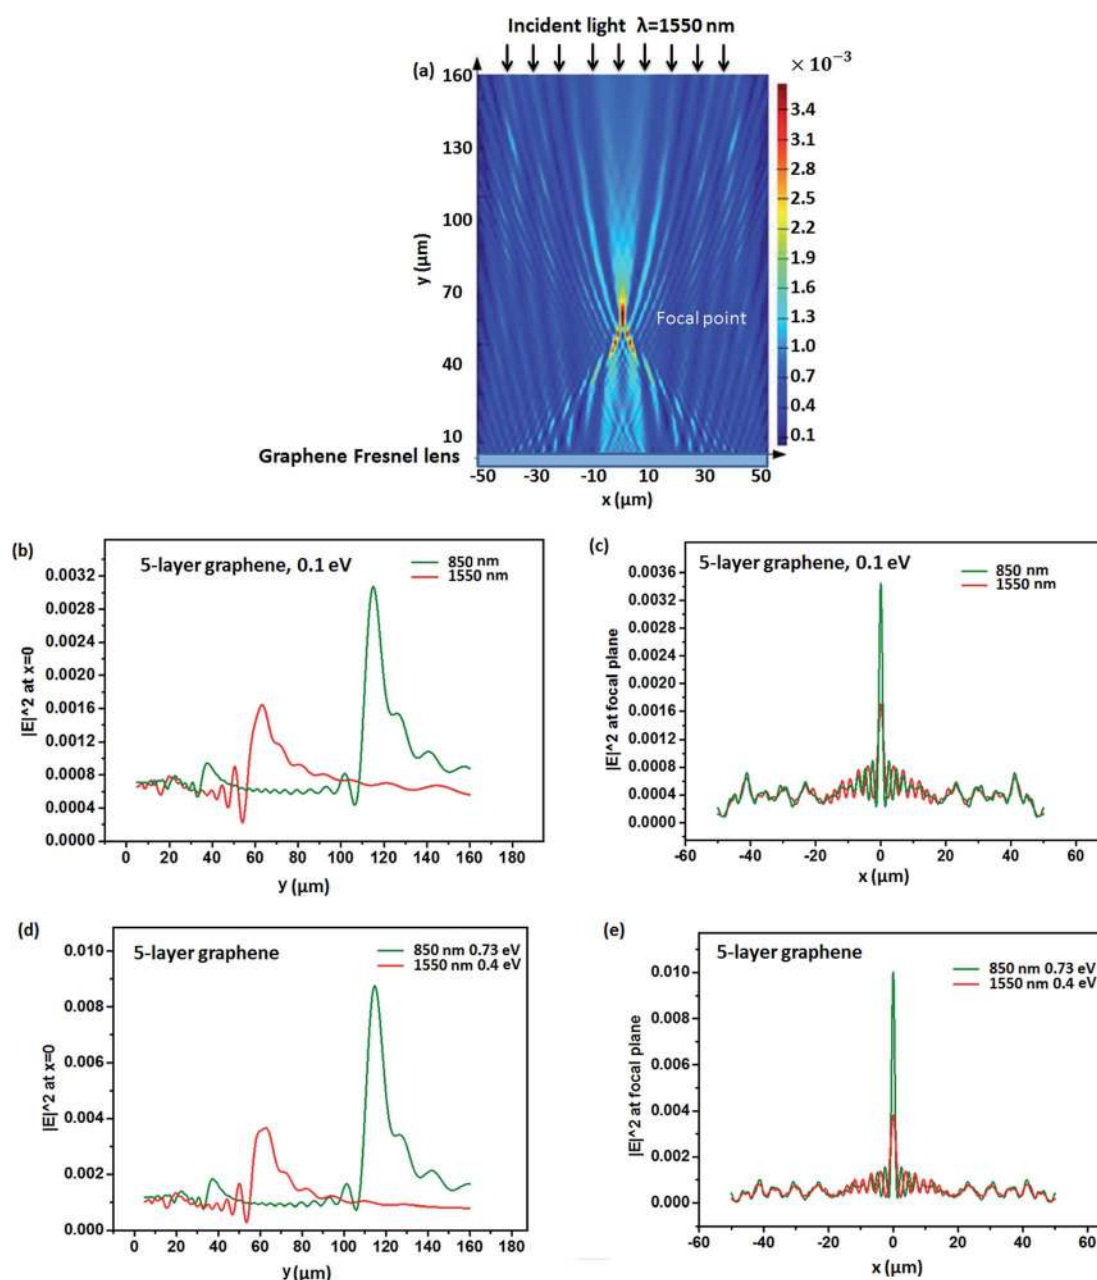 Incident light λ=1550 nm
(a)
× 10⁻³
160
130
100
70
40
10
y (μm)
3.4
3.1
2.8
2.5
2.2
1.9
1.6
1.3
1.0
0.7
0.4
0.1
Focal point
Graphene Fresnel lens
-50 -30 -10 10 30 50
x (μm)
(b)
5-layer graphene, 0.1 eV
850 nm
1550 nm
0.0032
0.0028
0.0024
0.0020
0.0016
0.0012
0.0008
0.0004
0.0000
|E|^2 at x=0
0 20 40 60 80 100 120 140 160 180
y (μm)
(c)
5-layer graphene, 0.1 eV
850 nm
1550 nm
0.0036
0.0032
0.0028
0.0024
0.0020
0.0016
0.0012
0.0008
0.0004
0.0000
|E|^2 at focal plane
-60 -40 -20 0 20 40 60
x (μm)
(d)
5-layer graphene
850 nm 0.73 eV
1550 nm 0.4 eV
0.010
0.008
0.006
0.004
0.002
0.000
|E|^2 at x=0
0 20 40 60 80 100 120 140 160 180
y (μm)
(e)
5-layer graphene
850 nm 0.73 eV
1550 nm 0.4 eV
0.010
0.008
0.006
0.004
0.002
0.000
|E|^2 at focal plane
-60 -40 -20 0 20 40 60
x (μm)